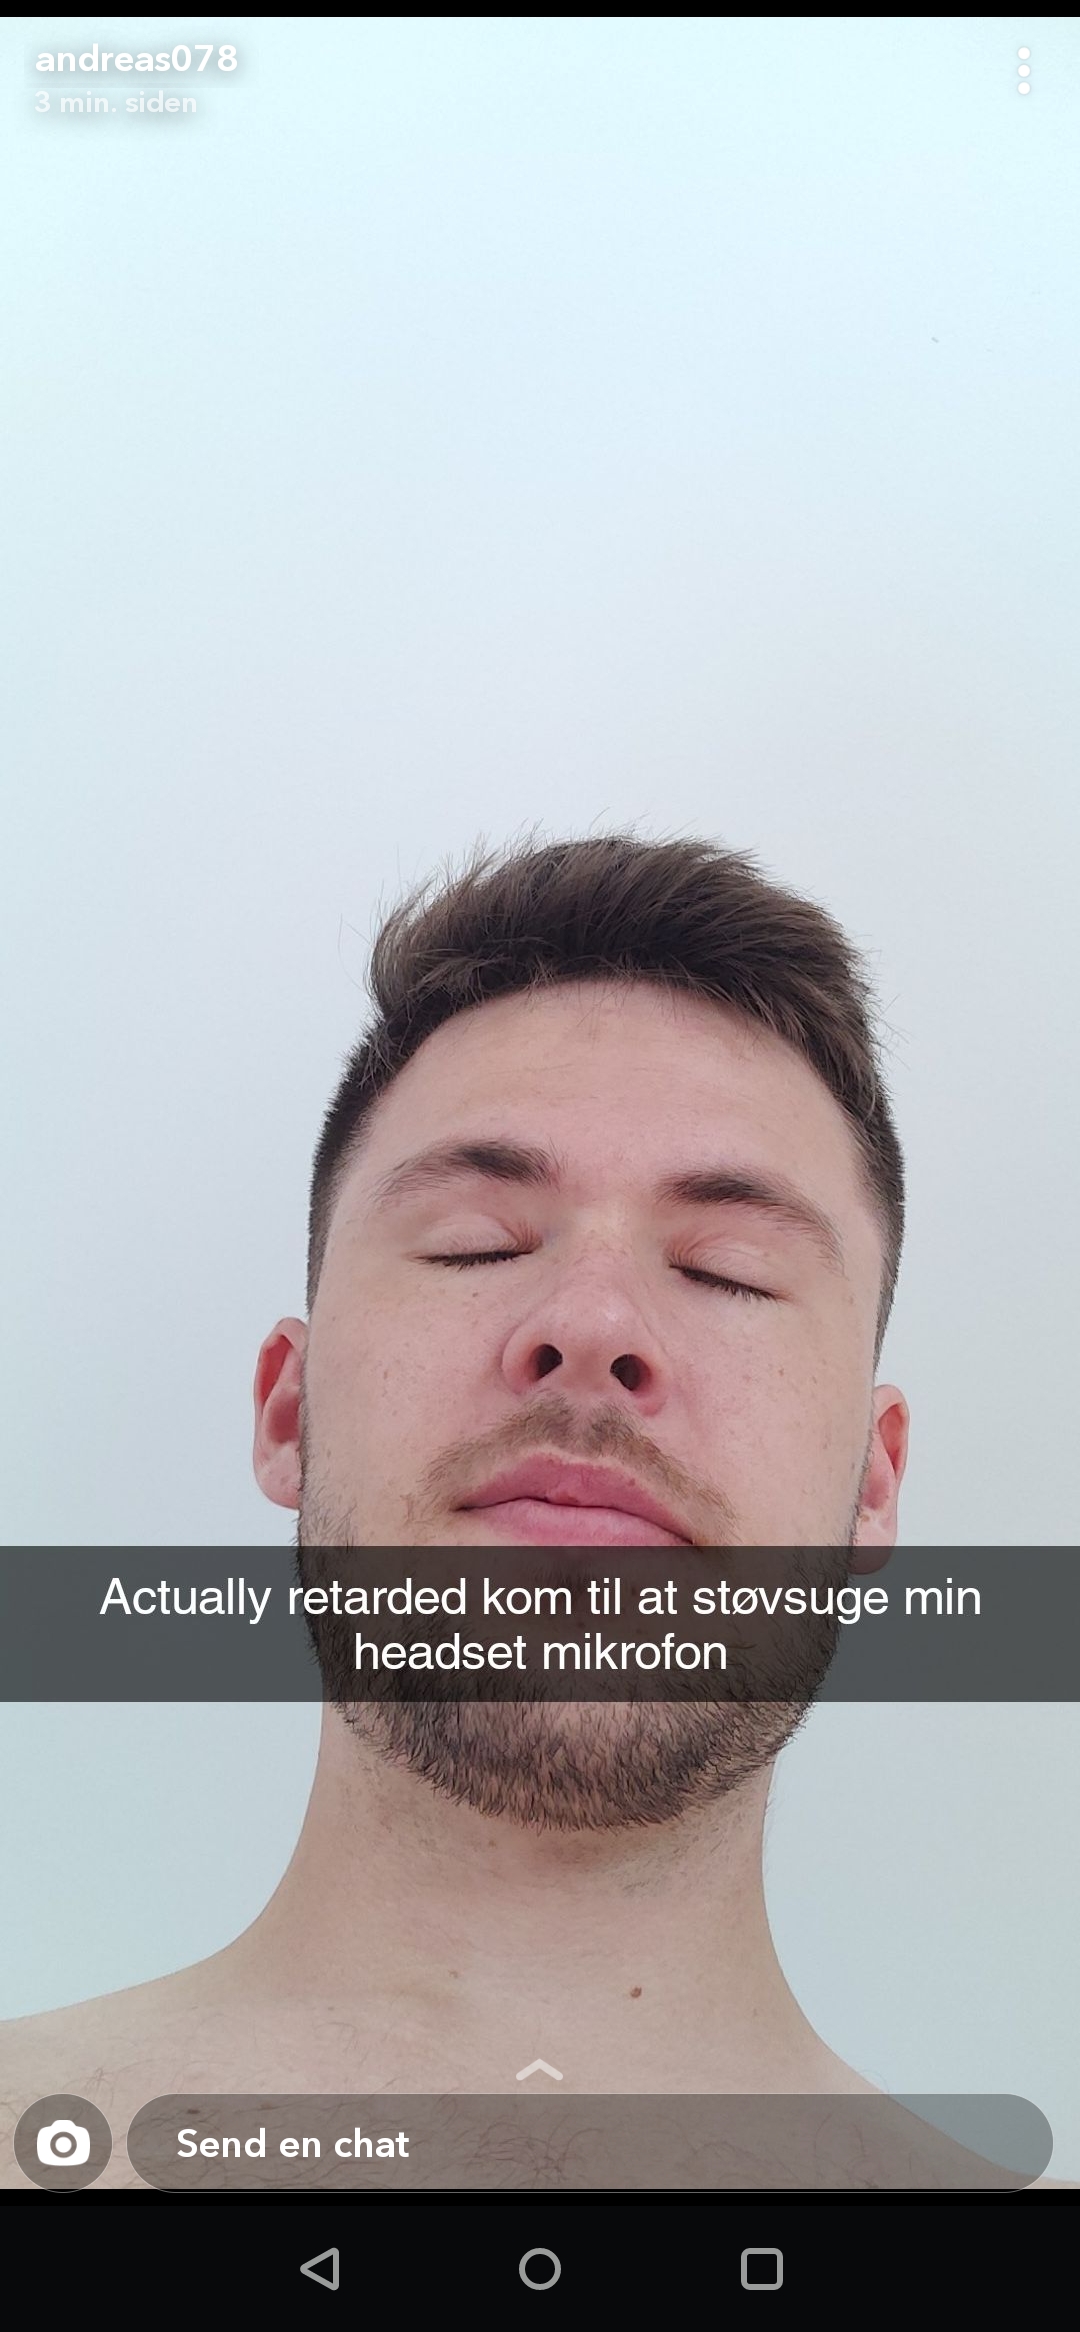 andreas078
3 min. siden
Actually retarded kom til at støvsuge min
headset mikrofon
Send en chat